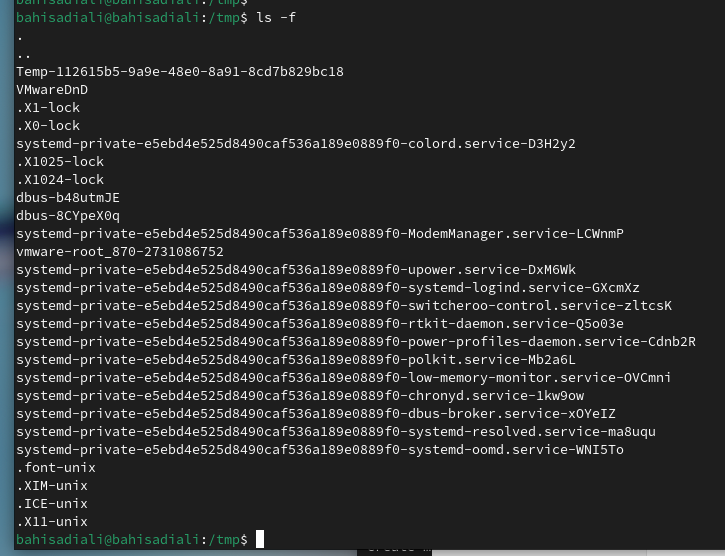 bahisadiali@bahisadiali:/tmp$
bahisadiali@bahisadiali:/tmp$ ls -f
.
..
Temp-112615b5-9a9e-48e0-8a91-8cd7b829bc18
VMwareDnD
.X1-lock
.X0-lock
systemd-private-e5ebd4e525d8490caf536a189e0889f0-colord.service-D3H2y2
.X1025-lock
.X1024-lock
dbus-b48utmJE
dbus-8CYpeX0q
systemd-private-e5ebd4e525d8490caf536a189e0889f0-ModemManager.service-LCWnmP
vmware-root_870-2731086752
systemd-private-e5ebd4e525d8490caf536a189e0889f0-upower.service-DxM6Wk
systemd-private-e5ebd4e525d8490caf536a189e0889f0-systemd-logind.service-GXcmXz
systemd-private-e5ebd4e525d8490caf536a189e0889f0-switcheroo-control.service-zltcsK
systemd-private-e5ebd4e525d8490caf536a189e0889f0-rtkit-daemon.service-Q5o03e
systemd-private-e5ebd4e525d8490caf536a189e0889f0-power-profiles-daemon.service-Cdnb2R
systemd-private-e5ebd4e525d8490caf536a189e0889f0-polkit.service-Mb2a6L
systemd-private-e5ebd4e525d8490caf536a189e0889f0-low-memory-monitor.service-OVCmni
systemd-private-e5ebd4e525d8490caf536a189e0889f0-chronyd.service-1kw9ow
systemd-private-e5ebd4e525d8490caf536a189e0889f0-dbus-broker.service-xOYeIZ
systemd-private-e5ebd4e525d8490caf536a189e0889f0-systemd-resolved.service-ma8uqu
systemd-private-e5ebd4e525d8490caf536a189e0889f0-systemd-oomd.service-WNI5To
.font-unix
.XIM-unix
.ICE-unix
.X11-unix
bahisadiali@bahisadiali:/tmp$